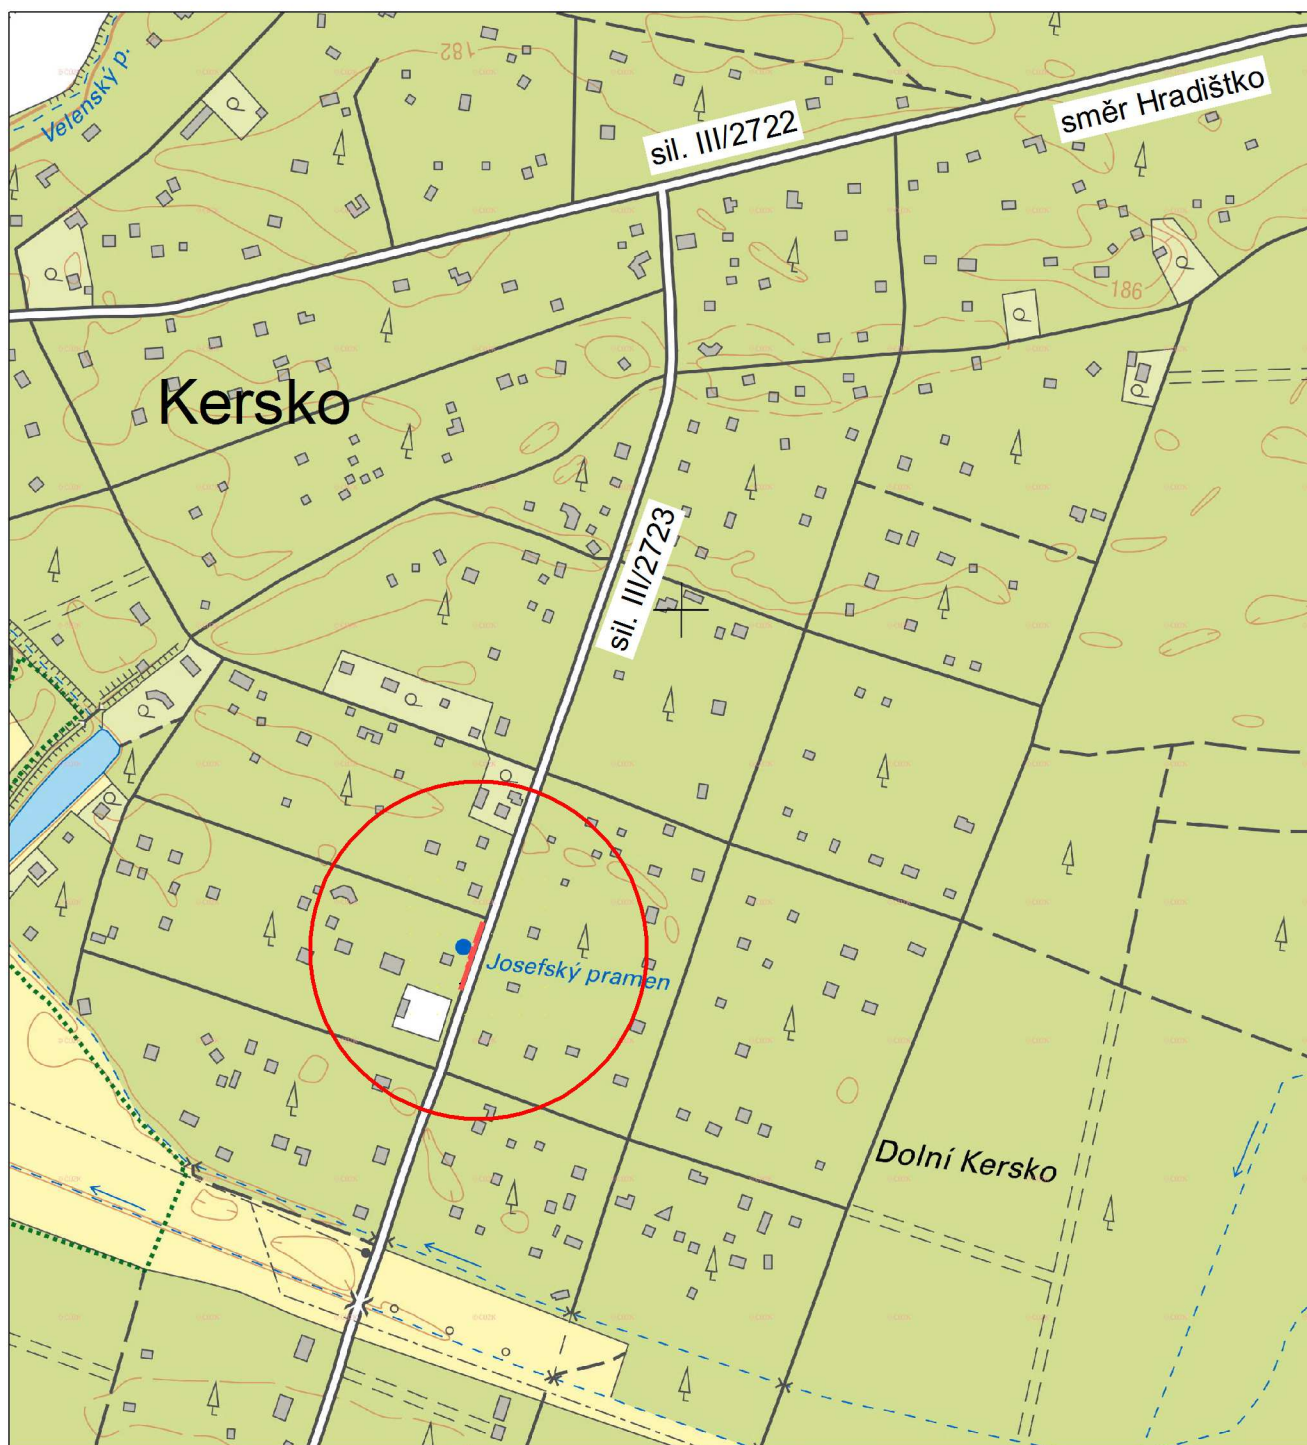 182
Velenský p.
směr Hradištko
sil. III/2722
186
Kersko
sil. III/2723
Josefský pramen
Dolní Kersko